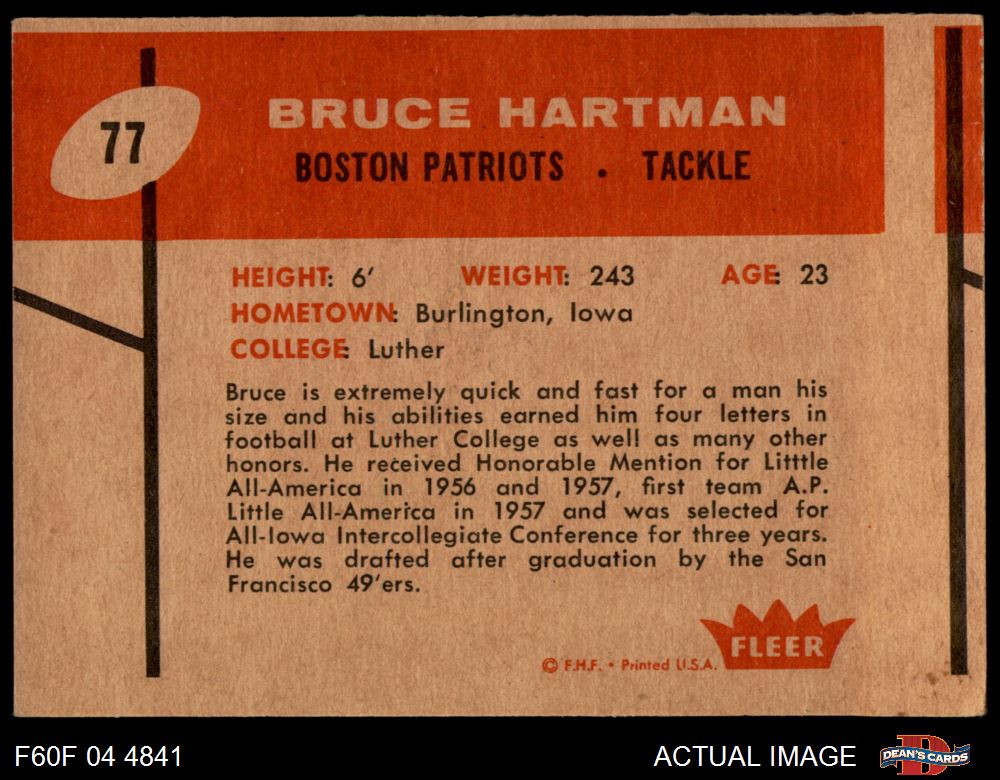 77
BRUCE HARTMAN
BOSTON PATRIOTS . TACKLE
HEIGHT: 6' WEIGHT: 243 AGE: 23
HOMETOWN: Burlington, Iowa
COLLEGE: Luther
Bruce is extremely quick and fast for a man his
size and his abilities earned him four letters in
football at Luther College as well as many other
honors. He received Honorable Mention for Litttle
All-America in 1956 and 1957, first team A.P.
Little All-America in 1957 and was selected for
All-Iowa Intercollegiate Conference for three years.
He was drafted after graduation by the San
Francisco 49'ers.
FLEER
© F.H.F. • Printed U.S.A.
F60F 04 4841
ACTUAL IMAGE
D
DEAN'S CARDS